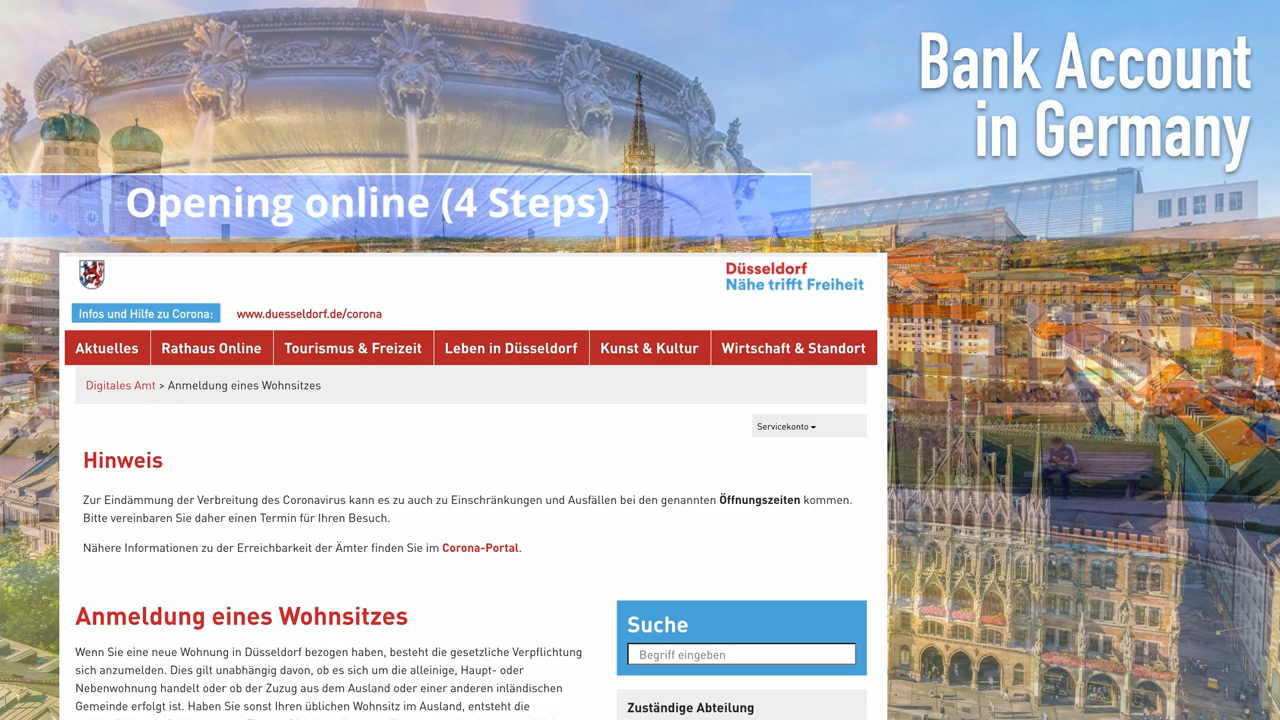 Bank Account
in Germany
Opening online (4 Steps)
Düsseldorf
Nähe trifft Freiheit
Infos und Hilfe zu Corona: www.duesseldorf.de/corona
Aktuelles Rathaus Online Tourismus & Freizeit Leben in Düsseldorf Kunst & Kultur Wirtschaft & Standort
Digitales Amt > Anmeldung eines Wohnsitzes
Servicekonto
Hinweis
Zur Eindämmung der Verbreitung des Coronavirus kann es zu auch zu Einschränkungen und Ausfällen bei den genannten Öffnungszeiten kommen.
Bitte vereinbaren Sie daher einen Termin für Ihren Besuch.
Nähere Informationen zu der Erreichbarkeit der Ämter finden Sie im Corona-Portal.
Anmeldung eines Wohnsitzes
Wenn Sie eine neue Wohnung in Düsseldorf bezogen haben, besteht die gesetzliche Verpflichtung
sich anzumelden. Dies gilt unabhängig davon, ob es sich um die alleinige, Haupt- oder
Nebenwohnung handelt oder ob der Zuzug aus dem Ausland oder einer anderen inländischen
Gemeinde erfolgt ist. Haben Sie sonst Ihren üblichen Wohnsitz im Ausland, entsteht die
Suche
Begriff eingeben
Zuständige Abteilung